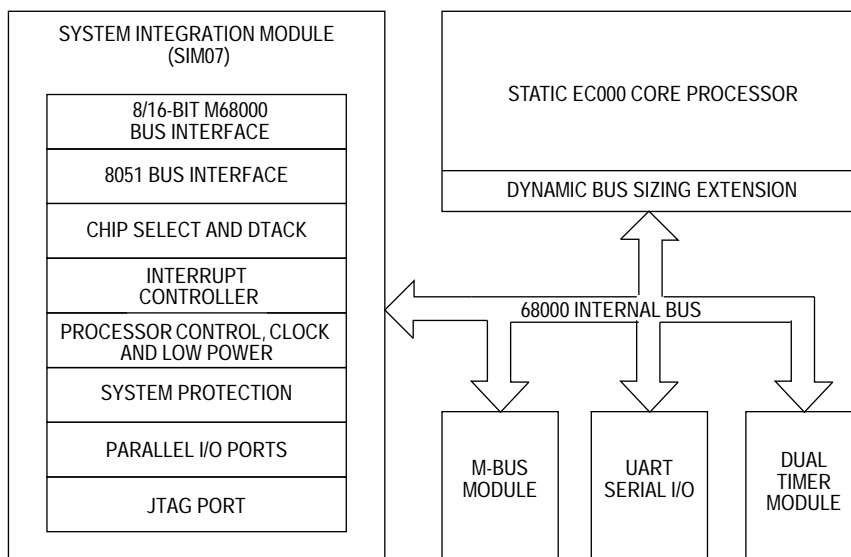 SYSTEM INTEGRATION MODULE
(SIM07)
8/16-BIT M68000
BUS INTERFACE
8051 BUS INTERFACE
CHIP SELECT AND DTACK
INTERRUPT
CONTROLLER
PROCESSOR CONTROL, CLOCK
AND LOW POWER
SYSTEM PROTECTION
PARALLEL I/O PORTS
JTAG PORT
STATIC EC000 CORE PROCESSOR
DYNAMIC BUS SIZING EXTENSION
68000 INTERNAL BUS
M-BUS
MODULE
UART
SERIAL I/O
DUAL
TIMER
MODULE